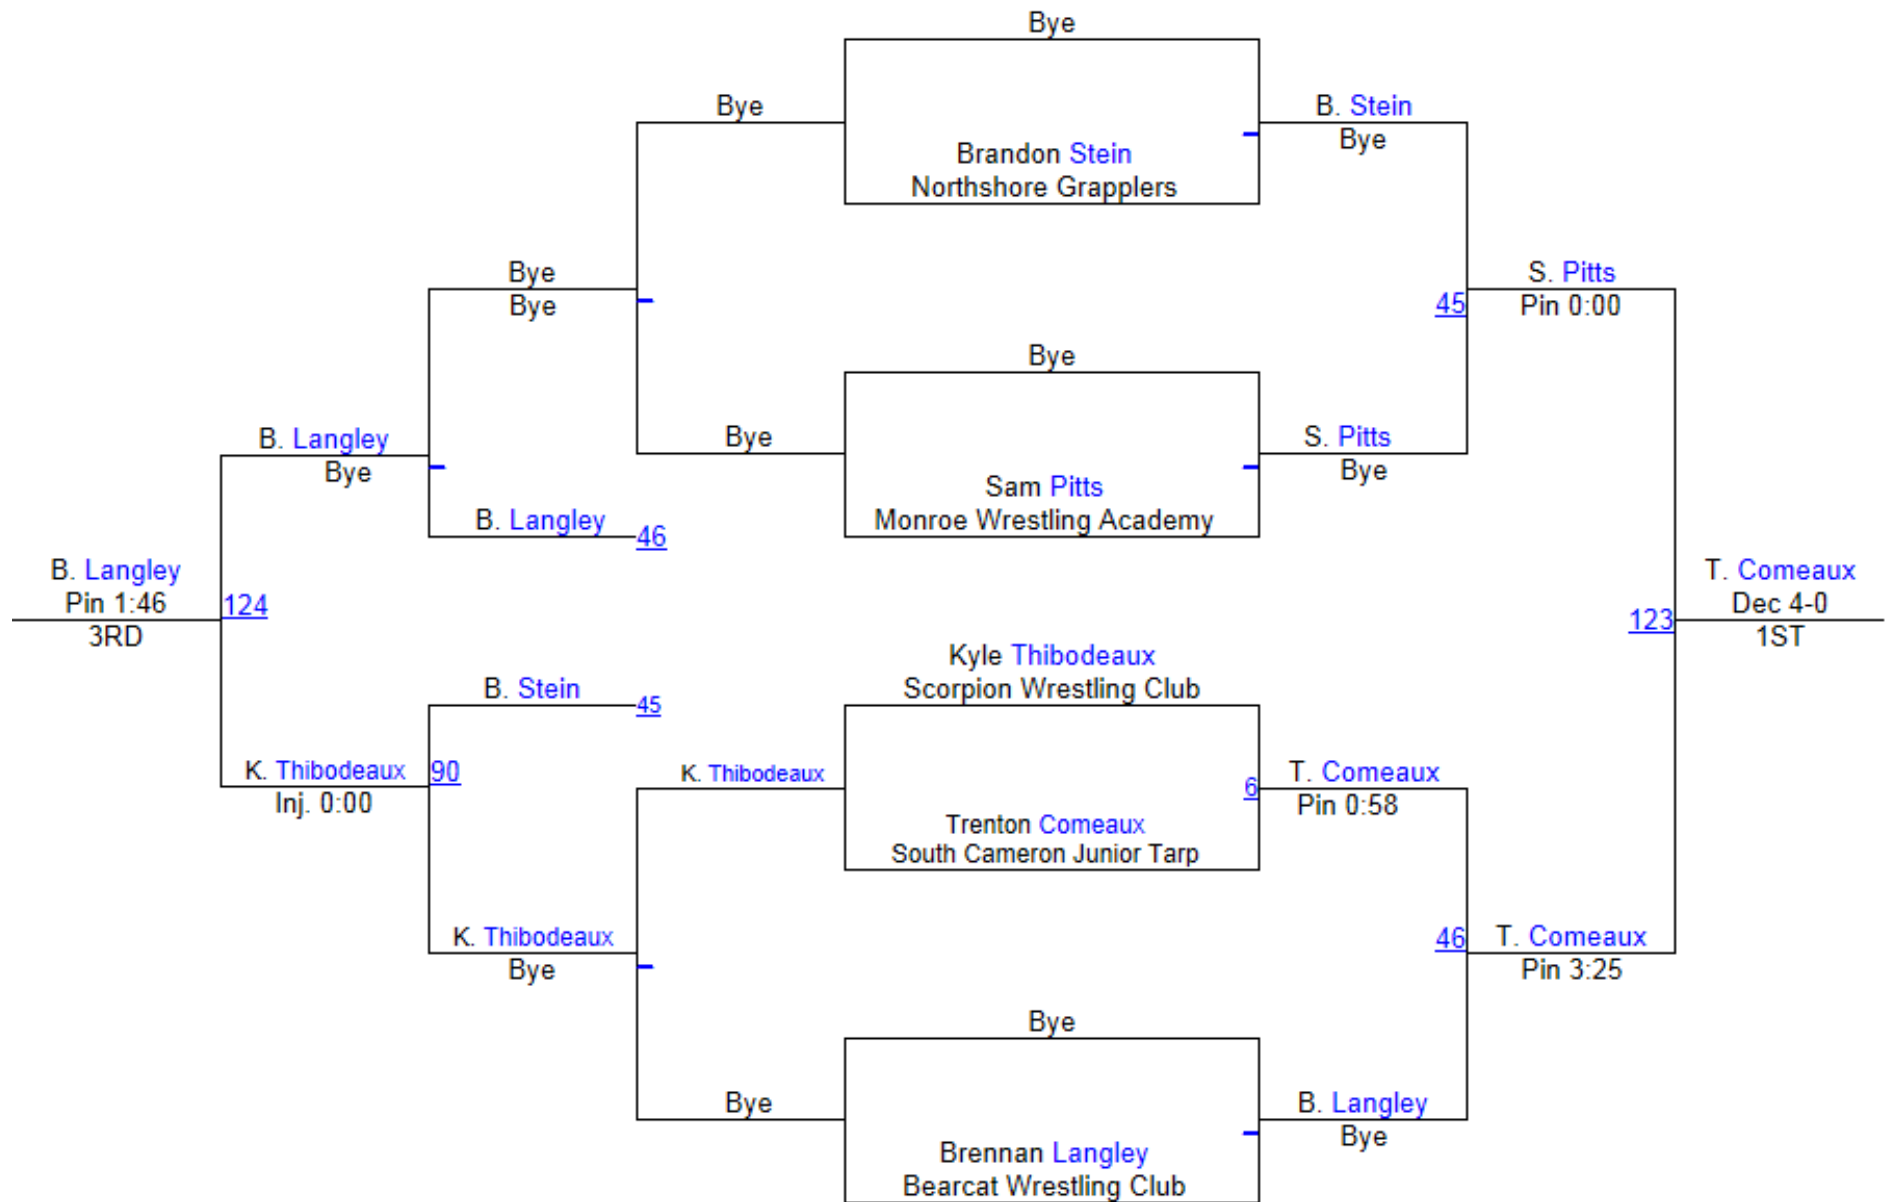 Bye
Bye
B. Stein
Bye
Brandon Stein
Northshore Grapplers
Bye
Bye
S. Pitts
Pin 0:00
45
Bye
B. Langley
Bye
Bye
S. Pitts
Bye
Sam Pitts
Monroe Wrestling Academy
B. Langley
46
B. Langley
Pin 1:46
3RD
124
T. Comeaux
Dec 4-0
1ST
123
Kyle Thibodeaux
Scorpion Wrestling Club
B. Stein
45
K. Thibodeaux
Inj. 0:00
90
K. Thibodeaux
6
T. Comeaux
Pin 0:58
Trenton Comeaux
South Cameron Junior Tarp
K. Thibodeaux
Bye
46
T. Comeaux
Pin 3:25
Bye
Bye
B. Langley
Bye
Brennan Langley
Bearcat Wrestling Club